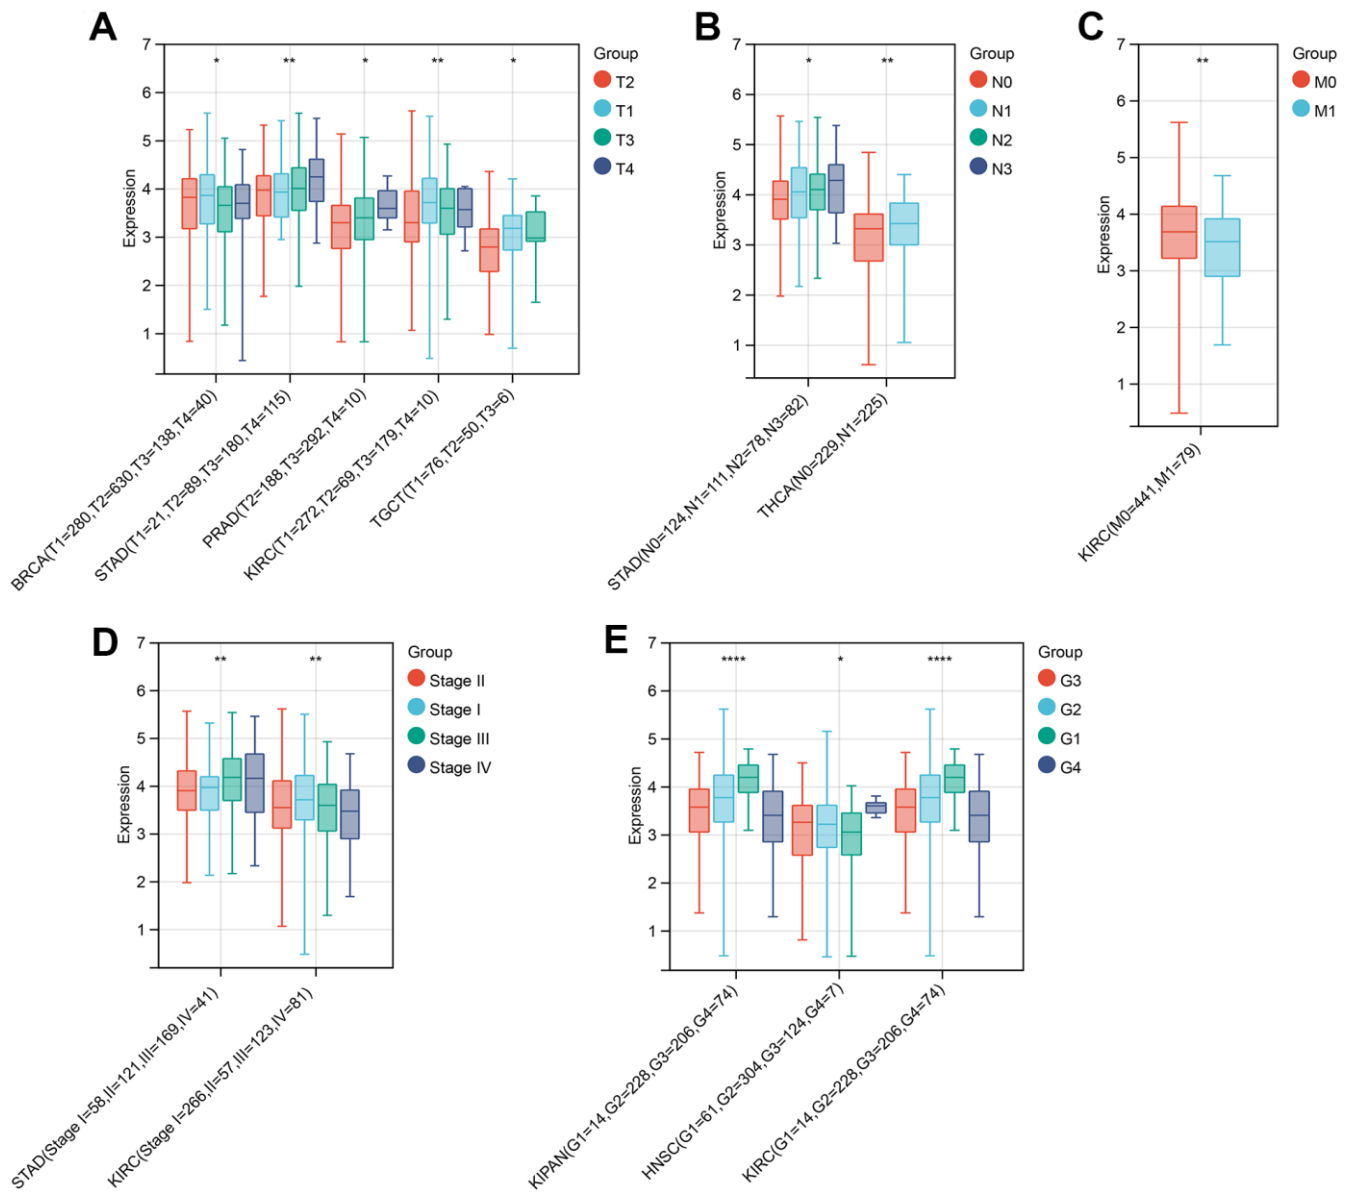 A
7
6
5
4
3
2
1
Expression
*
**
*
**
*
Group
T2
T1
T3
T4
BRCA(T1=280,T2=630,T3=138,T4=40)
STAD(T1=21,T2=89,T3=180,T4=115)
PRAD(T2=188,T3=292,T4=10)
KIRC(T1=272,T2=69,T3=179,T4=10)
TGCT(T1=76,T2=50,T3=6)
B
7
6
5
4
3
2
1
Expression
*
**
Group
N0
N1
N2
N3
STAD(N0=124,N1=111,N2=78,N3=82)
THCA(N0=229,N1=225)
C
7
6
5
4
3
2
1
Expression
**
Group
M0
M1
KIRC(M0=441,M1=79)
D
7
6
5
4
3
2
1
Expression
**
**
Group
Stage II
Stage I
Stage III
Stage IV
STAD(Stage I=58,II=121,III=169,IV=41)
KIRC(Stage I=266,II=57,III=123,IV=81)
E
7
6
5
4
3
2
1
Expression
****
*
****
Group
G3
G2
G1
G4
KIPAN(G1=14,G2=228,G3=206,G4=74)
HNSC(G1=61,G2=304,G3=124,G4=7)
KIRC(G1=14,G2=228,G3=206,G4=74)